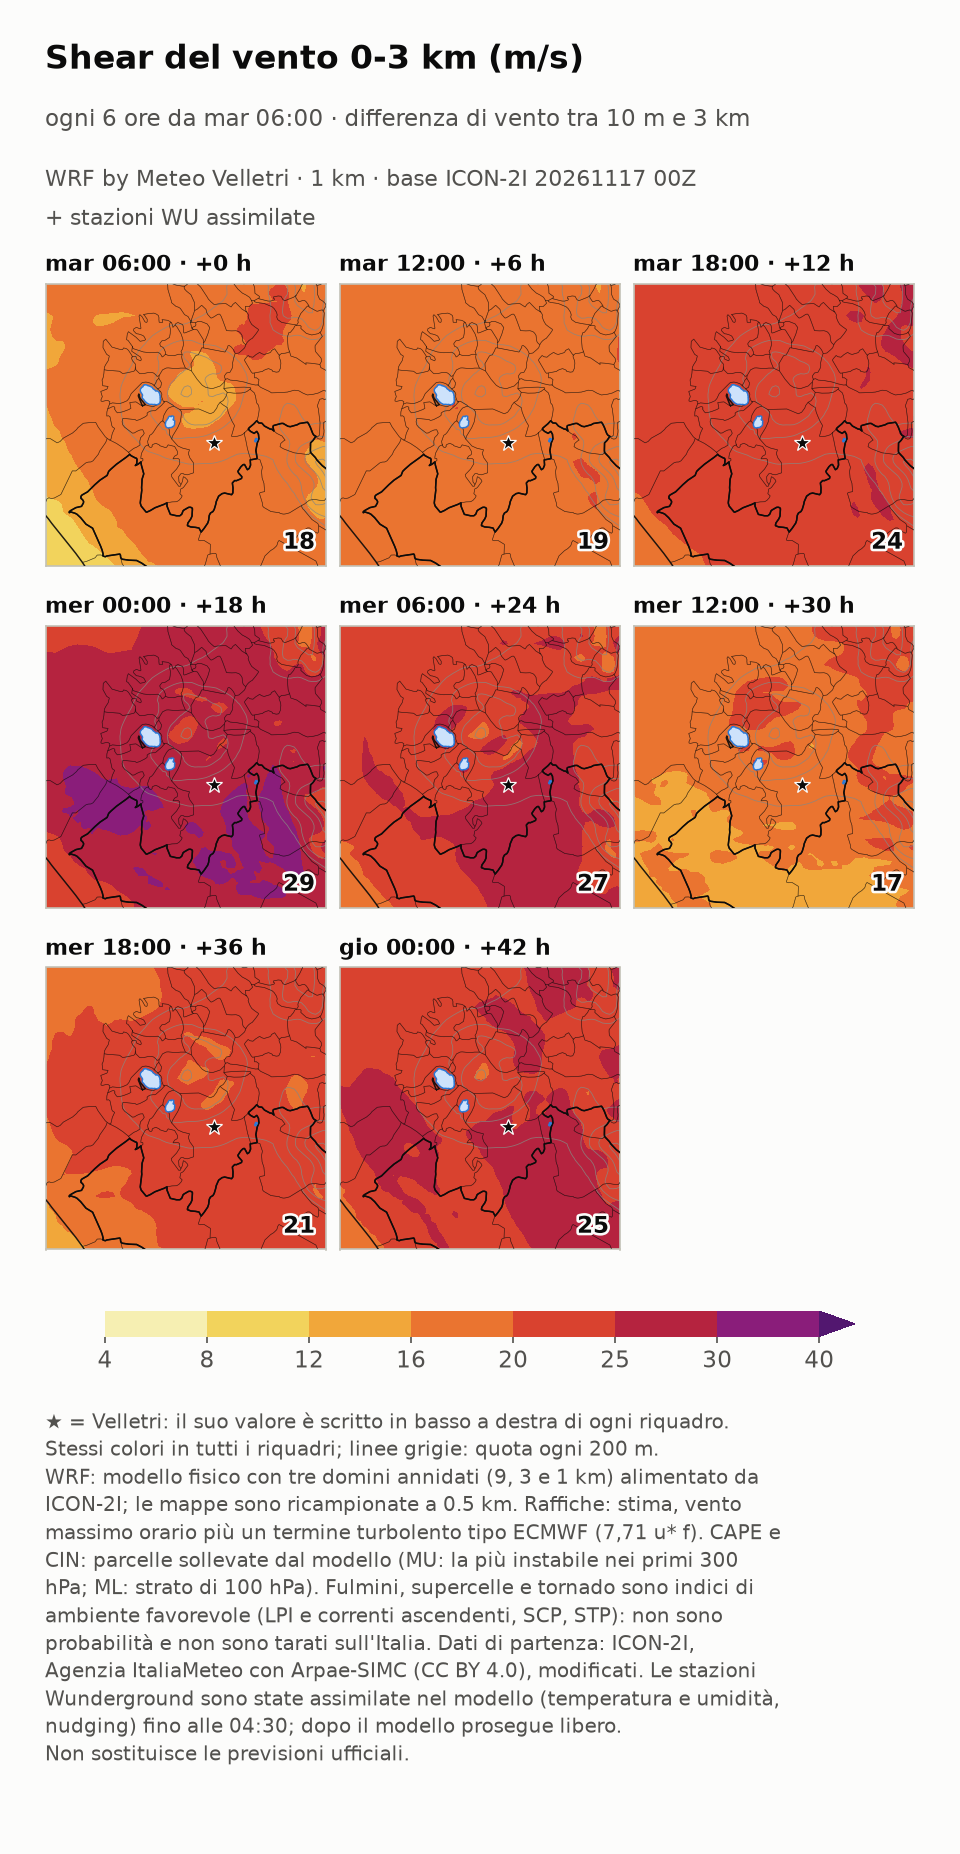 Shear del vento 0-3 km (m/s)
ogni 6 ore da mar 06:00 · differenza di vento tra 10 m e 3 km
WRF by Meteo Velletri · 1 km · base ICON-2I 20261117 00Z
+ stazioni WU assimilate
mar 06:00 · +0 h
mar 12:00 · +6 h
mar 18:00 · +12 h
18
19
24
mer 00:00 · +18 h
mer 06:00 · +24 h
mer 12:00 · +30 h
29
27
17
mer 18:00 · +36 h
gio 00:00 · +42 h
21
25
4 8 12 16 20 25 30 40
★ = Velletri: il suo valore è scritto in basso a destra di ogni riquadro.
Stessi colori in tutti i riquadri; linee grigie: quota ogni 200 m.
WRF: modello fisico con tre domini annidati (9, 3 e 1 km) alimentato da
ICON-2I; le mappe sono ricampionate a 0.5 km. Raffiche: stima, vento
massimo orario più un termine turbolento tipo ECMWF (7,71 u* f). CAPE e
CIN: parcelle sollevate dal modello (MU: la più instabile nei primi 300
hPa; ML: strato di 100 hPa). Fulmini, supercelle e tornado sono indici di
ambiente favorevole (LPI e correnti ascendenti, SCP, STP): non sono
probabilità e non sono tarati sull'Italia. Dati di partenza: ICON-2I,
Agenzia ItaliaMeteo con Arpae-SIMC (CC BY 4.0), modificati. Le stazioni
Wunderground sono state assimilate nel modello (temperatura e umidità,
nudging) fino alle 04:30; dopo il modello prosegue libero.
Non sostituisce le previsioni ufficiali.